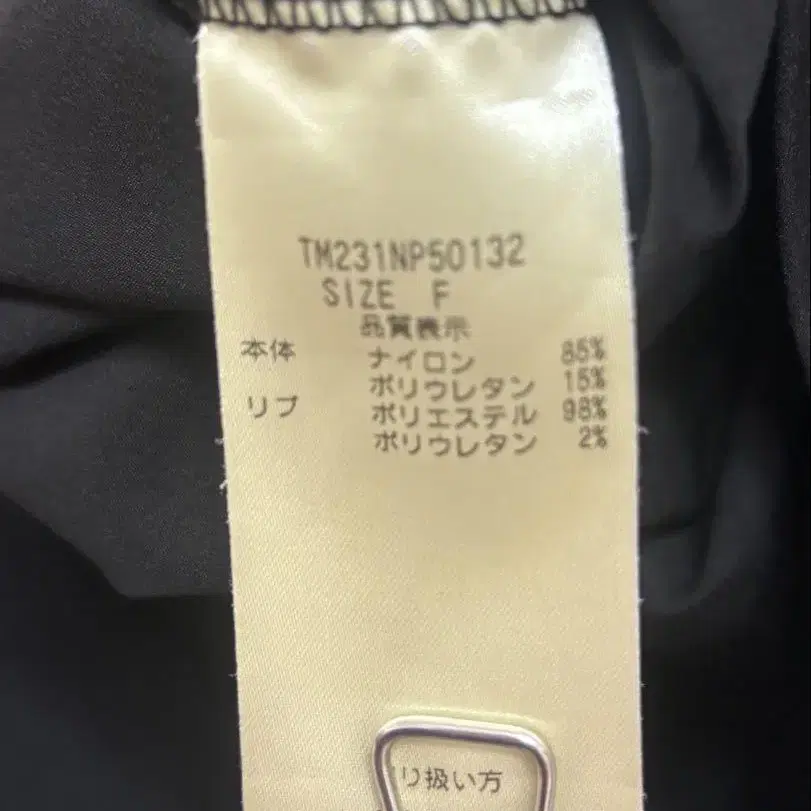 TM231NP50132
SIZE F
品質表示
本体 ナイロン 85%
ポリウレタン 15%
リブ ポリエステル 98%
ポリウレタン 2%
り扱い方